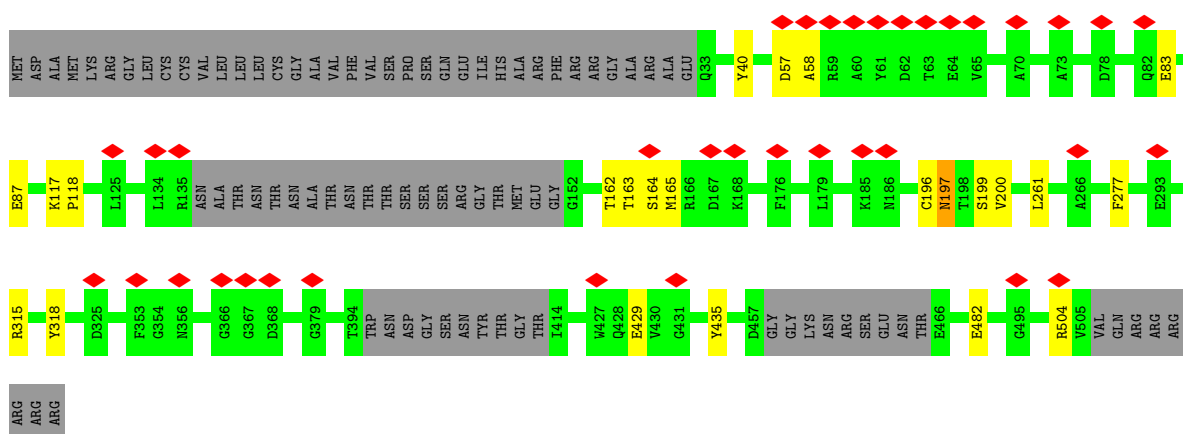 MET ASP ALA MET LYS ARG GLY LEU CYS CYS VAL LEU LEU LEU CYS GLY ALA VAL PHE VAL SER PRO SER GLN GLU ILE HIS ALA ARG PHE ARG ARG GLY ALA ARG ALA GLU Q33 Y40 D57 A58 R59 A60 Y61 D62 T63 E64 V65 A70 A73 D78 Q82 E83
E87 K117 P118 L125 L134 R135 ASN ALA THR ASN THR ASN ALA THR ASN THR THR SER SER SER ARG GLY THR MET GLU GLY G152 T162 T163 S164 M165 R166 D167 K168 F176 L179 K185 N186 C196 N197 T198 S199 V200 L261 A266 F277 E293
R315 Y318 D325 F353 G354 N356 G366 G367 D368 G379 T394 TRP ASN ASP GLY SER ASN TYR THR GLY THR I414 W427 Q428 E429 V430 G431 Y435 D457 GLY GLY LYS ASN ARG SER GLU ASN THR E466 E482 G495 R504 V505 VAL GLN ARG ARG ARG
ARG ARG ARG